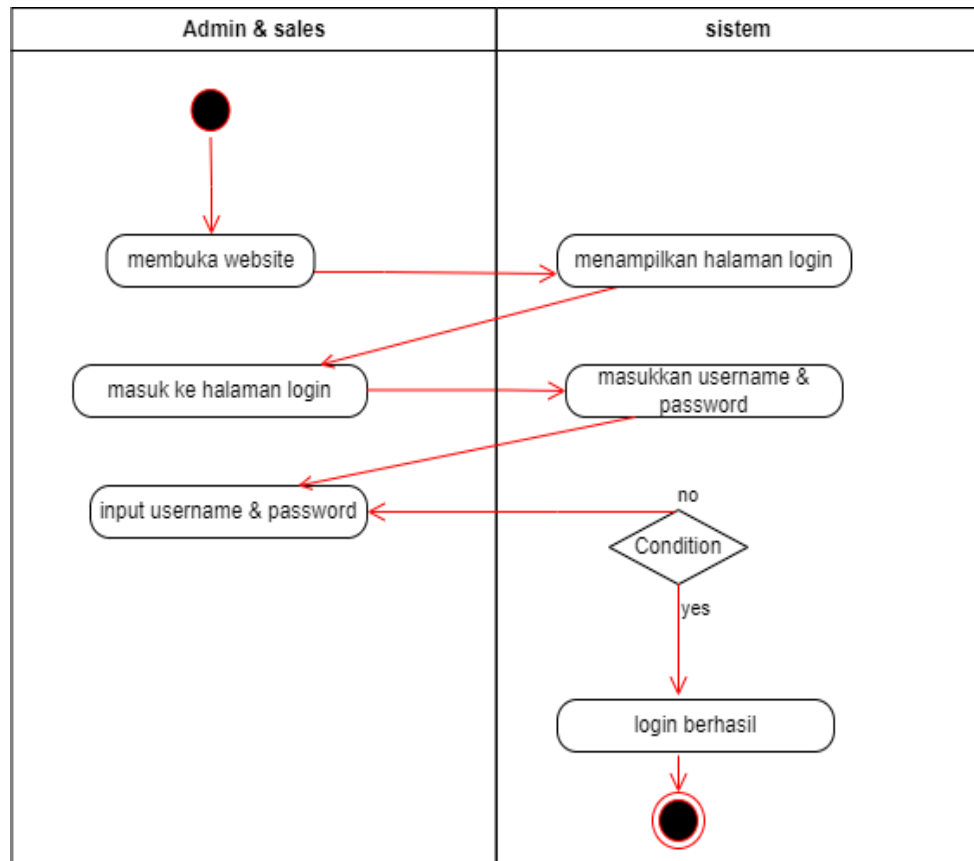 Admin & sales
sistem
membuka website
menampilkan halaman login
masuk ke halaman login
masukkan username &
password
input username & password
no
Condition
yes
login berhasil